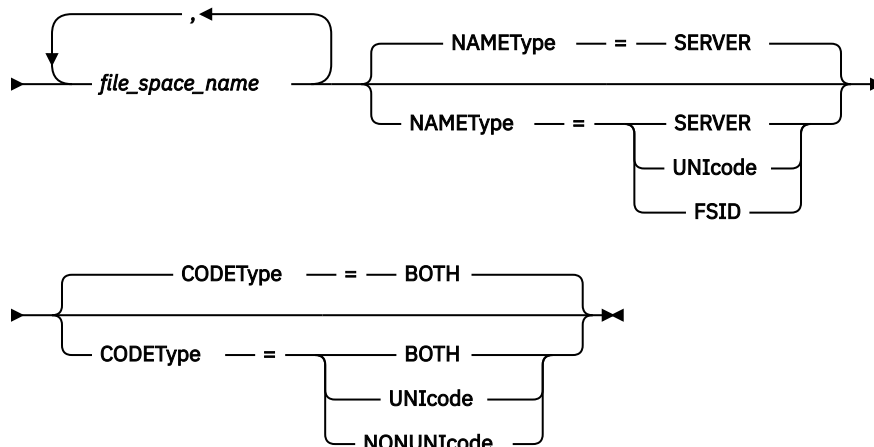 ,
file_space_name
NAMEType = SERVER
NAMEType = SERVER
UNIcode
FSID
CODEType = BOTH
CODEType = BOTH
UNIcode
NONUNIcode